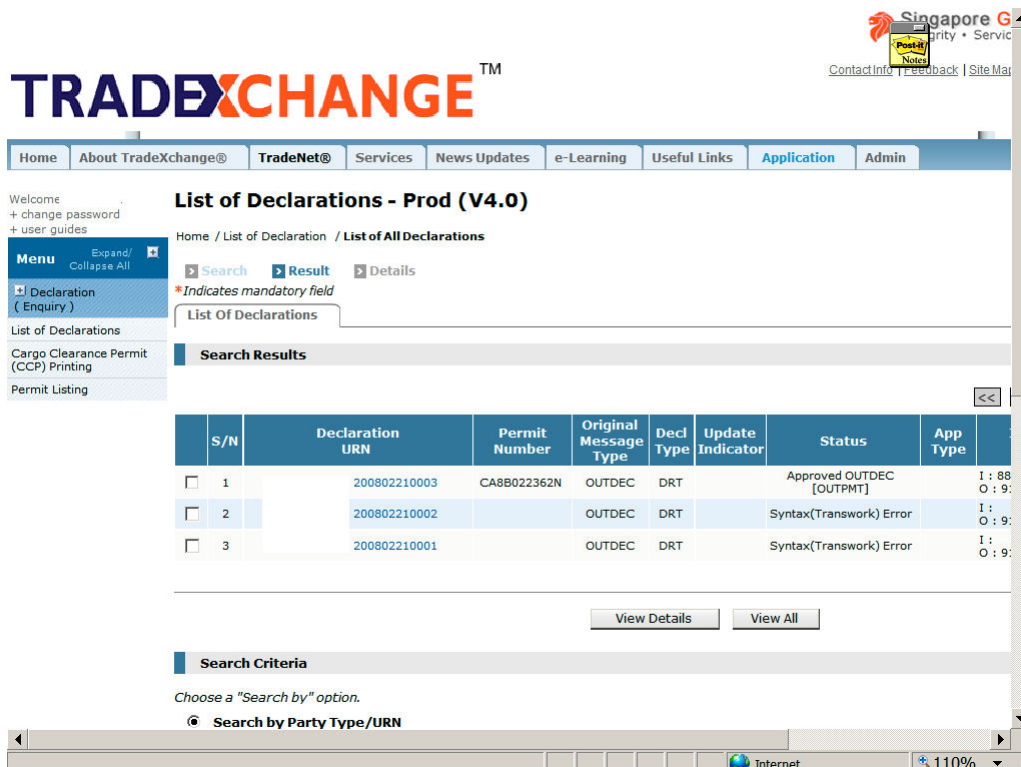 Singapore G
grity • Servic
Post-it
Notes
Contact Info | Feedback | Site Map
TRADEXCHANGE™
Home About TradeXchange® TradeNet® Services News Updates e-Learning Useful Links Application Admin
Welcome
+ change password
+ user guides
Menu Expand/ Collapse All
Declaration
( Enquiry )
List of Declarations
Cargo Clearance Permit
(CCP) Printing
Permit Listing
List of Declarations - Prod (V4.0)
Home / List of Declaration / List of All Declarations
Search Result Details
*Indicates mandatory field
List Of Declarations
Search Results
<<
S/N Declaration URN Permit Number Original Message Type Decl Type Update Indicator Status App Type
1 200802210003 CA8B022362N OUTDEC DRT Approved OUTDEC [OUTPMT] I : 88 O : 9
2 200802210002 OUTDEC DRT Syntax(Transwork) Error I : O : 9
3 200802210001 OUTDEC DRT Syntax(Transwork) Error I : O : 9
View Details View All
Search Criteria
Choose a "Search by" option.
Search by Party Type/URN
Internet 110%